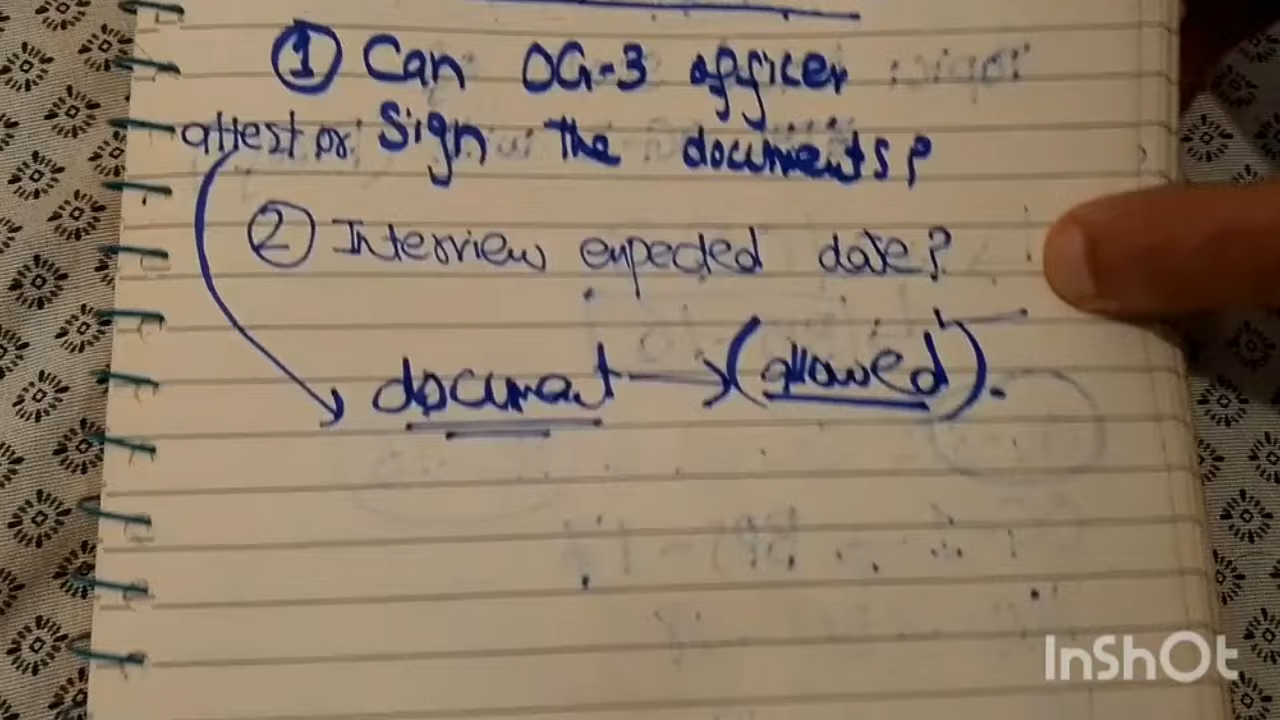 ① Can OG-3 officer
attest or Sign the documents?
② Interview expected date?
document → (allowed).
InShOt